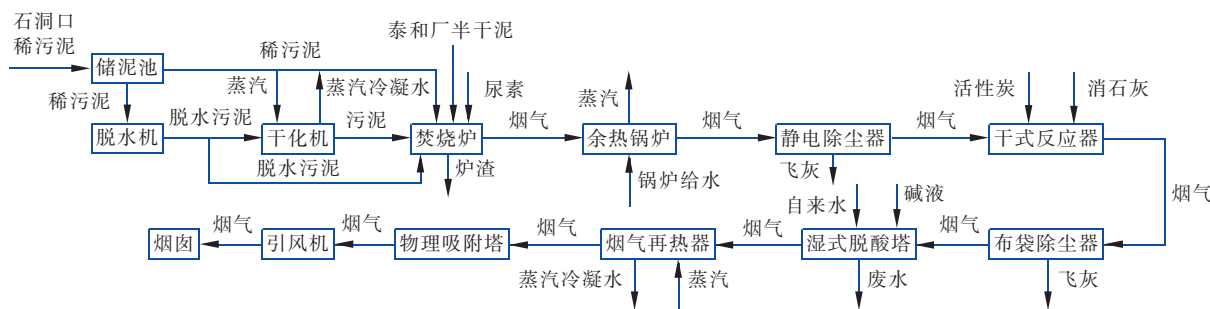 石洞口
稀污泥
储泥池
稀污泥
泰和厂半干泥
稀污泥
蒸汽
蒸汽冷凝水
尿素
脱水机
脱水污泥
干化机
污泥
焚烧炉
脱水污泥
炉渣
烟气
蒸汽
余热锅炉
锅炉给水
烟气
静电除尘器
飞灰
烟气
活性炭
消石灰
干式反应器
烟气
布袋除尘器
飞灰
烟气
自来水
碱液
湿式脱酸塔
废水
烟气
烟气再热器
蒸汽冷凝水
蒸汽
烟气
物理吸附塔
烟气
引风机
烟气
烟囱